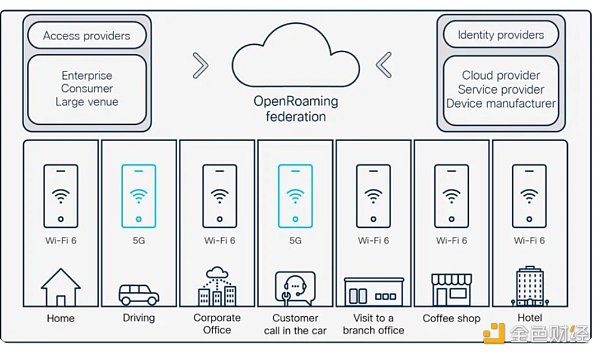 Access providers
Enterprise
Consumer
Large venue
OpenRoaming
federation
Identity providers
Cloud provider
Service provider
Device manufacturer
Wi-Fi 6
5G
Wi-Fi 6
5G
Wi-Fi 6
Wi-Fi 6
Wi-Fi 6
Home
Driving
Corporate
Office
Customer
call in the car
Visit to a
branch office
Coffee shop
Hotel
金色财经